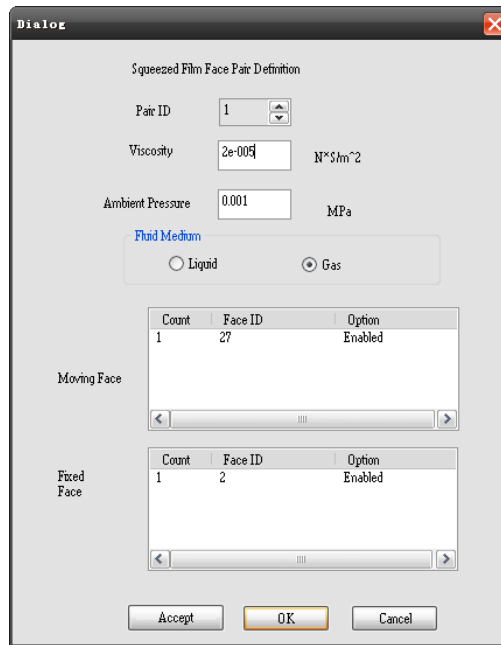 Dialog
Squeezed Film Face Pair Definition
Pair ID 1
Viscosity 2e-005 N*S/m^2
Ambient Pressure 0.001 MPa
Fluid Medium
Liquid Gas
Count Face ID Option
1 27 Enabled
Moving Face
Count Face ID Option
1 2 Enabled
Fixed
Face
Accept OK Cancel